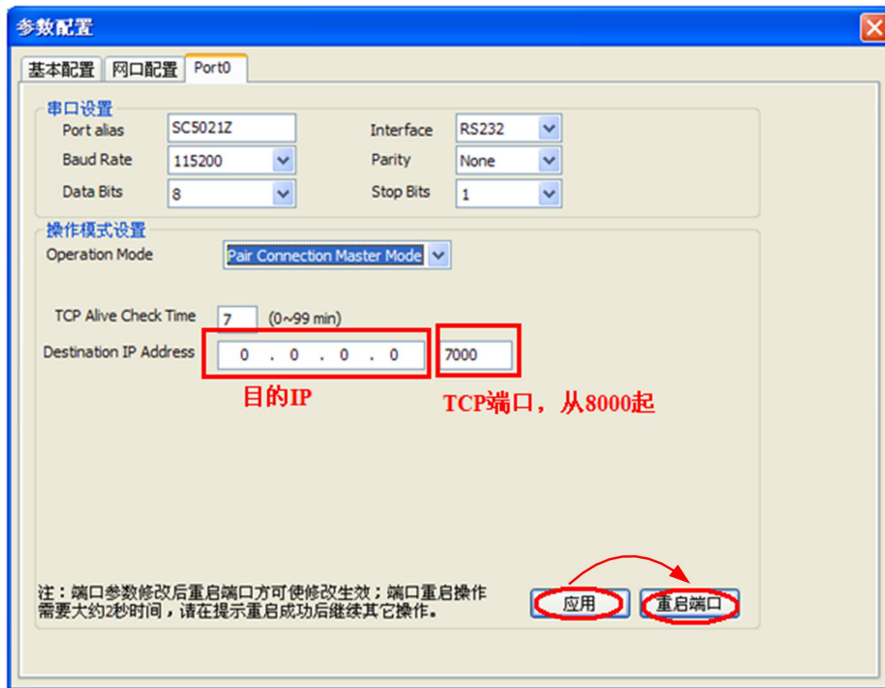 参数配置
基本配置 网口配置 Port0
串口设置
Port alias SC5021Z Interface RS232
Baud Rate 115200 Parity None
Data Bits 8 Stop Bits 1
操作模式设置
Operation Mode Pair Connection Master Mode
TCP Alive Check Time 7 (0~99 min)
Destination IP Address 0 . 0 . 0 . 0 7000
目的IP TCP端口，从8000起
注：端口参数修改后重启端口方可使修改生效；端口重启操作
需要大约2秒时间，请在提示重启成功后继续其它操作。
应用 重启端口